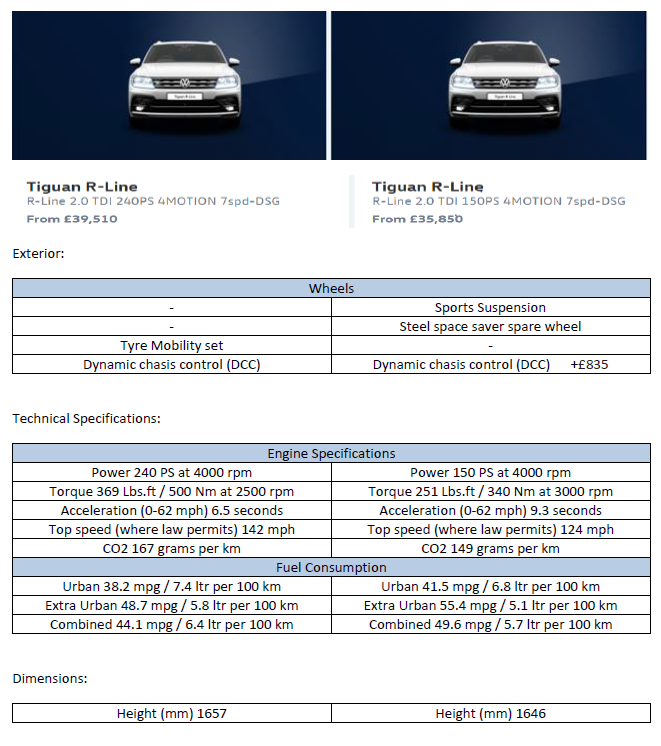 Tiguan R-Line
R-Line 2.0 TDI 240PS 4MOTION 7spd-DSG
From £39,510
Tiguan R-Line
R-Line 2.0 TDI 150PS 4MOTION 7spd-DSG
From £35,850
Exterior:
Wheels
- Sports Suspension
- Steel space saver spare wheel
Tyre Mobility set -
Dynamic chasis control (DCC) Dynamic chasis control (DCC) +£835
Technical Specifications:
Engine Specifications
Power 240 PS at 4000 rpm Power 150 PS at 4000 rpm
Torque 369 Lbs.ft / 500 Nm at 2500 rpm Torque 251 Lbs.ft / 340 Nm at 3000 rpm
Acceleration (0-62 mph) 6.5 seconds Acceleration (0-62 mph) 9.3 seconds
Top speed (where law permits) 142 mph Top speed (where law permits) 124 mph
CO2 167 grams per km CO2 149 grams per km
Fuel Consumption
Urban 38.2 mpg / 7.4 ltr per 100 km Urban 41.5 mpg / 6.8 ltr per 100 km
Extra Urban 48.7 mpg / 5.8 ltr per 100 km Extra Urban 55.4 mpg / 5.1 ltr per 100 km
Combined 44.1 mpg / 6.4 ltr per 100 km Combined 49.6 mpg / 5.7 ltr per 100 km
Dimensions:
Height (mm) 1657 Height (mm) 1646